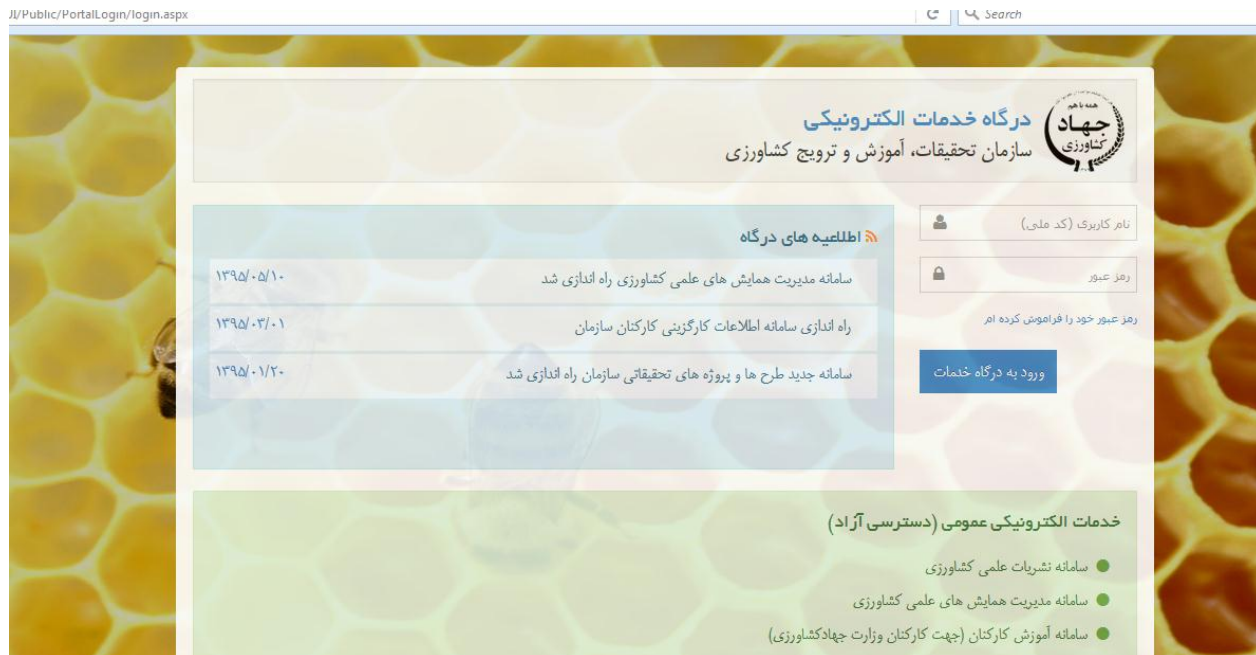 JI/Public/PortalLogin/login.aspx
Search
همه با هم
جهاد
کشاورزی
درگاه خدمات الکترونیکی
سازمان تحقیقات، آموزش و ترویج کشاورزی
نام کاربری (کد ملی)
رمز عبور
رمز عبور خود را فراموش کرده ام
ورود به درگاه خدمات
اطلاعیه های درگاه
سامانه مدیریت همایش های علمی کشاورزی راه اندازی شد ۱۳۹۵/۰۵/۱۰
راه اندازی سامانه اطلاعات کارگزینی کارکنان سازمان ۱۳۹۵/۰۳/۰۱
سامانه جدید طرح ها و پروژه های تحقیقاتی سازمان راه اندازی شد ۱۳۹۵/۰۱/۲۰
خدمات الکترونیکی عمومی (دسترسی آزاد)
سامانه نشریات علمی کشاورزی
سامانه مدیریت همایش های علمی کشاورزی
سامانه آموزش کارکنان (جهت کارکنان وزارت جهادکشاورزی)